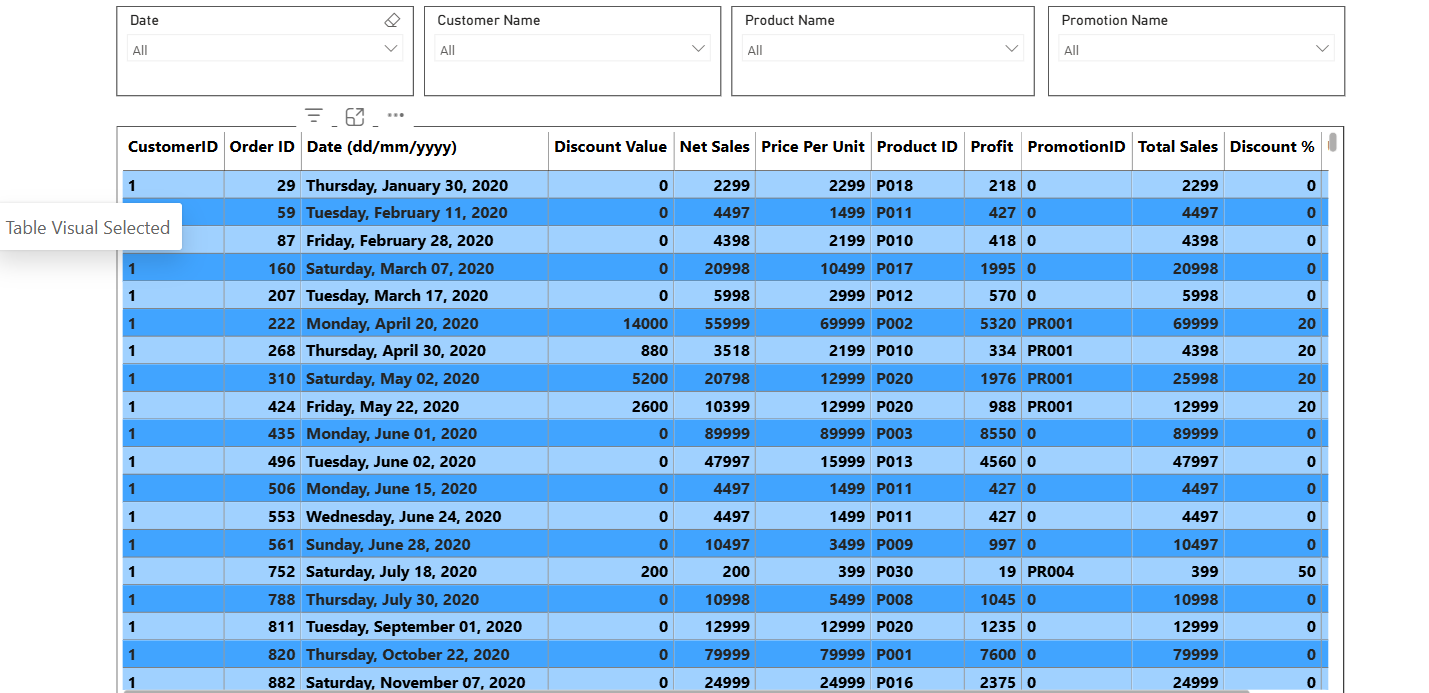 Date Customer Name Product Name Promotion Name
All All All All
CustomerID Order ID Date (dd/mm/yyyy) Discount Value Net Sales Price Per Unit Product ID Profit PromotionID Total Sales Discount %
1 29 Thursday, January 30, 2020 0 2299 2299 P018 218 0 2299 0
Table Visual Selected
59 Tuesday, February 11, 2020 0 4497 1499 P011 427 0 4497 0
87 Friday, February 28, 2020 0 4398 2199 P010 418 0 4398 0
1 160 Saturday, March 07, 2020 0 20998 10499 P017 1995 0 20998 0
1 207 Tuesday, March 17, 2020 0 5998 2999 P012 570 0 5998 0
1 222 Monday, April 20, 2020 14000 55999 69999 P002 5320 PR001 69999 20
1 268 Thursday, April 30, 2020 880 3518 2199 P010 334 PR001 4398 20
1 310 Saturday, May 02, 2020 5200 20798 12999 P020 1976 PR001 25998 20
1 424 Friday, May 22, 2020 2600 10399 12999 P020 988 PR001 12999 20
1 435 Monday, June 01, 2020 0 89999 89999 P003 8550 0 89999 0
1 496 Tuesday, June 02, 2020 0 47997 15999 P013 4560 0 47997 0
1 506 Monday, June 15, 2020 0 4497 1499 P011 427 0 4497 0
1 553 Wednesday, June 24, 2020 0 4497 1499 P011 427 0 4497 0
1 561 Sunday, June 28, 2020 0 10497 3499 P009 997 0 10497 0
1 752 Saturday, July 18, 2020 200 200 399 P030 19 PR004 399 50
1 788 Thursday, July 30, 2020 0 10998 5499 P008 1045 0 10998 0
1 811 Tuesday, September 01, 2020 0 12999 12999 P020 1235 0 12999 0
1 820 Thursday, October 22, 2020 0 79999 79999 P001 7600 0 79999 0
1 882 Saturday, November 07, 2020 0 24999 24999 P016 2375 0 24999 0